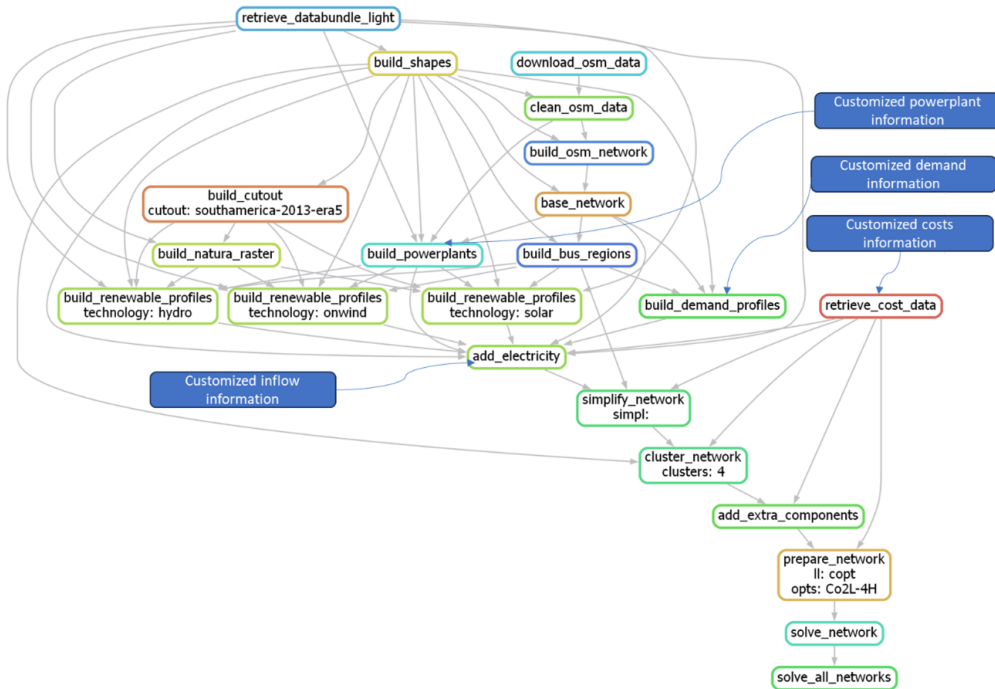 retrieve_databundle_light
build_shapes
download_osm_data
clean_osm_data
Customized powerplant
information
build_osm_network
Customized demand
information
build_cutout
cutout: southamerica-2013-era5
base_network
Customized costs
information
build_natura_raster
build_powerplants
build_bus_regions
build_renewable_profiles
technology: hydro
build_renewable_profiles
technology: onwind
build_renewable_profiles
technology: solar
build_demand_profiles
retrieve_cost_data
add_electricity
Customized inflow
information
simplify_network
simpl:
cluster_network
clusters: 4
add_extra_components
prepare_network
ll: copt
opts: Co2L-4H
solve_network
solve_all_networks